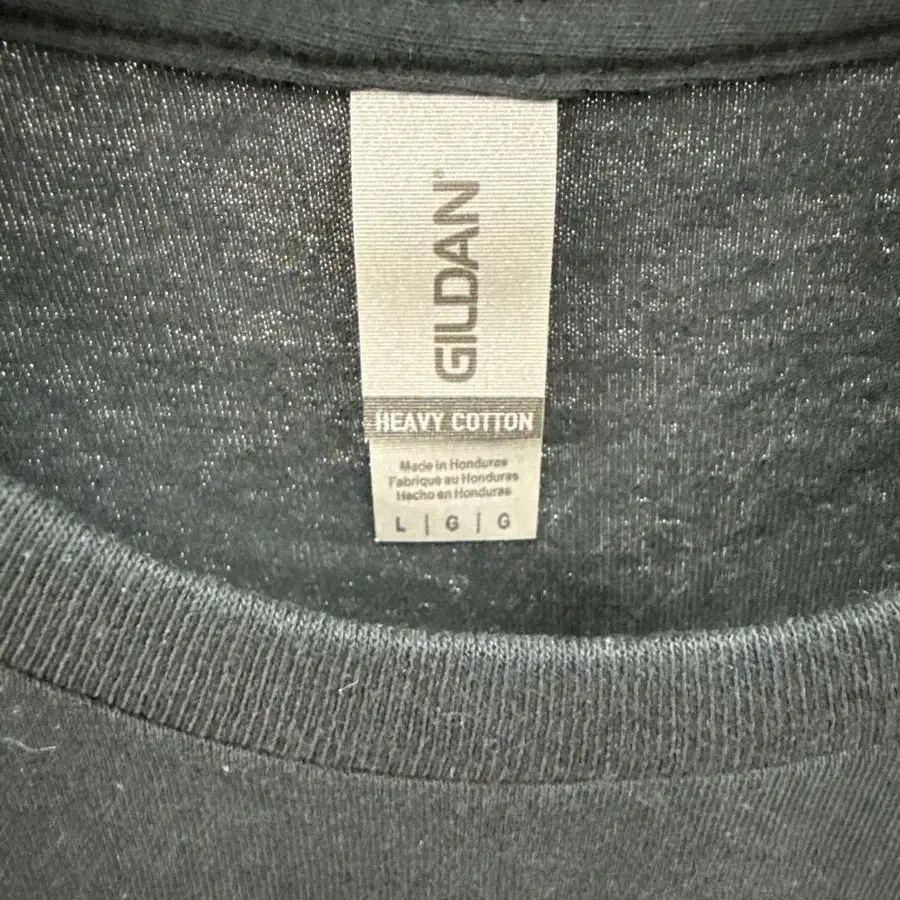 GILDAN®
HEAVY COTTON
Made in Honduras
Fabriqué au Honduras
Hecho en Honduras
L | G | G